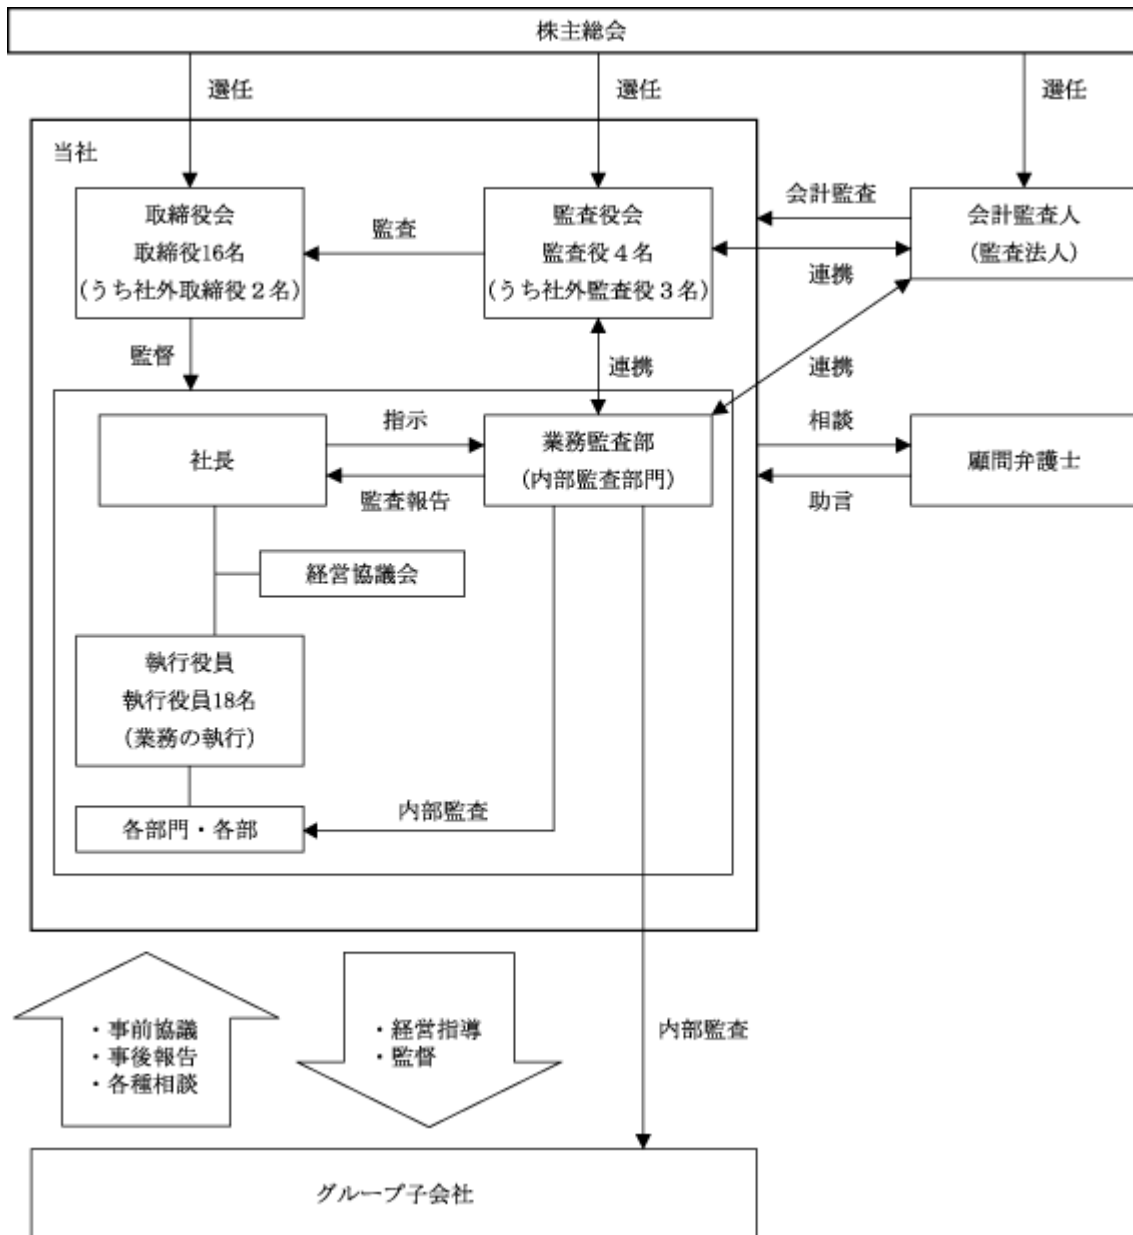 株主総会
選任
選任
選任
当社
取締役会
取締役16名
(うち社外取締役2名)
監査
監査役会
監査役4名
(うち社外監査役3名)
会計監査
連携
会計監査人
(監査法人)
監督
連携
連携
社長
指示
監査報告
業務監査部
(内部監査部門)
相談
助言
顧問弁護士
経営協議会
執行役員
執行役員18名
(業務の執行)
各部門・各部
内部監査
・事前協議
・事後報告
・各種相談
・経営指導
・監督
内部監査
グループ子会社